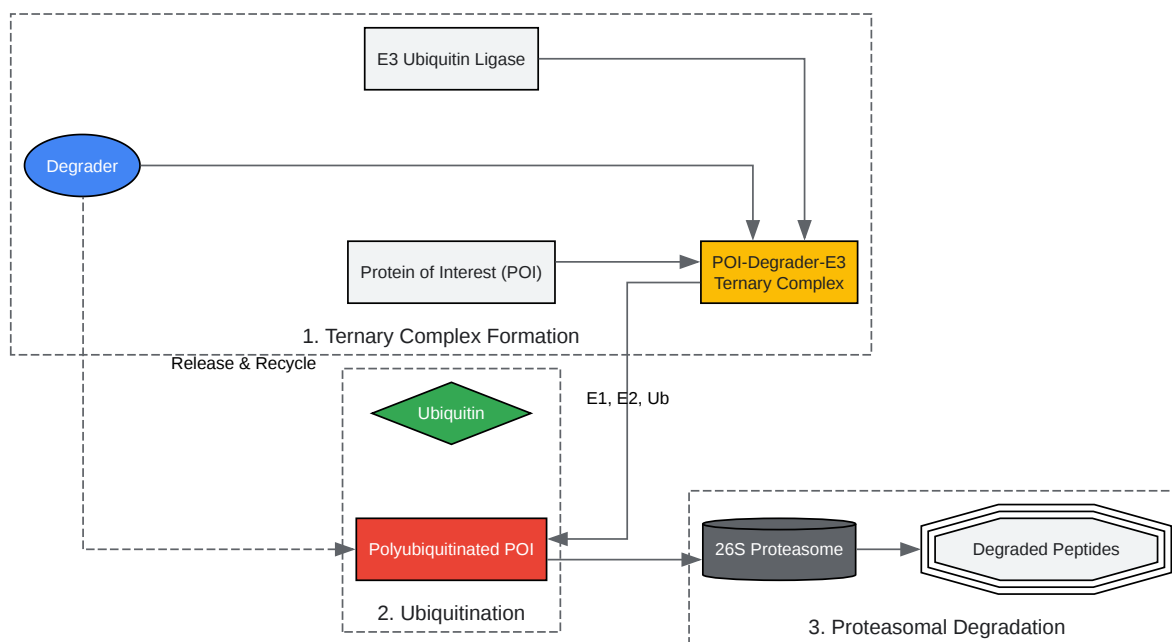 E3 Ubiquitin Ligase
Degrader
Protein of Interest (POI)
POI-Degrader-E3
Ternary Complex
1. Ternary Complex Formation
Release & Recycle
E1, E2, Ub
Ubiquitin
Polyubiquitinated POI
26S Proteasome
Degraded Peptides
2. Ubiquitination
3. Proteasomal Degradation